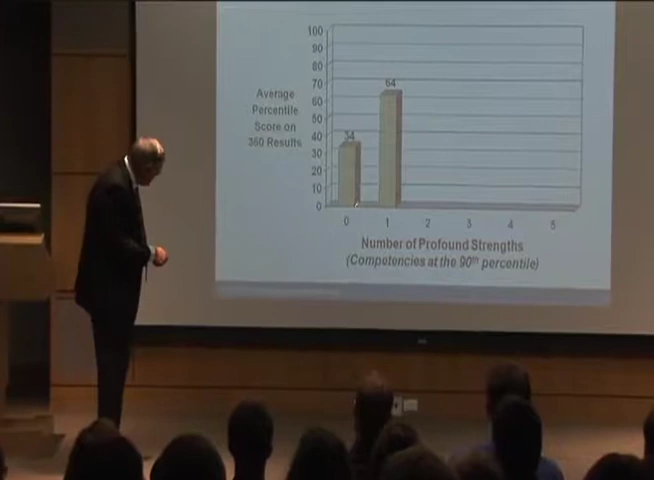 100
90
80
70
60
50
40
30
20
10
0
Average
Percentile
Score on
360 Results
34
64
0 1 2 3 4 5
Number of Profound Strengths
(Competencies at the 90th percentile)